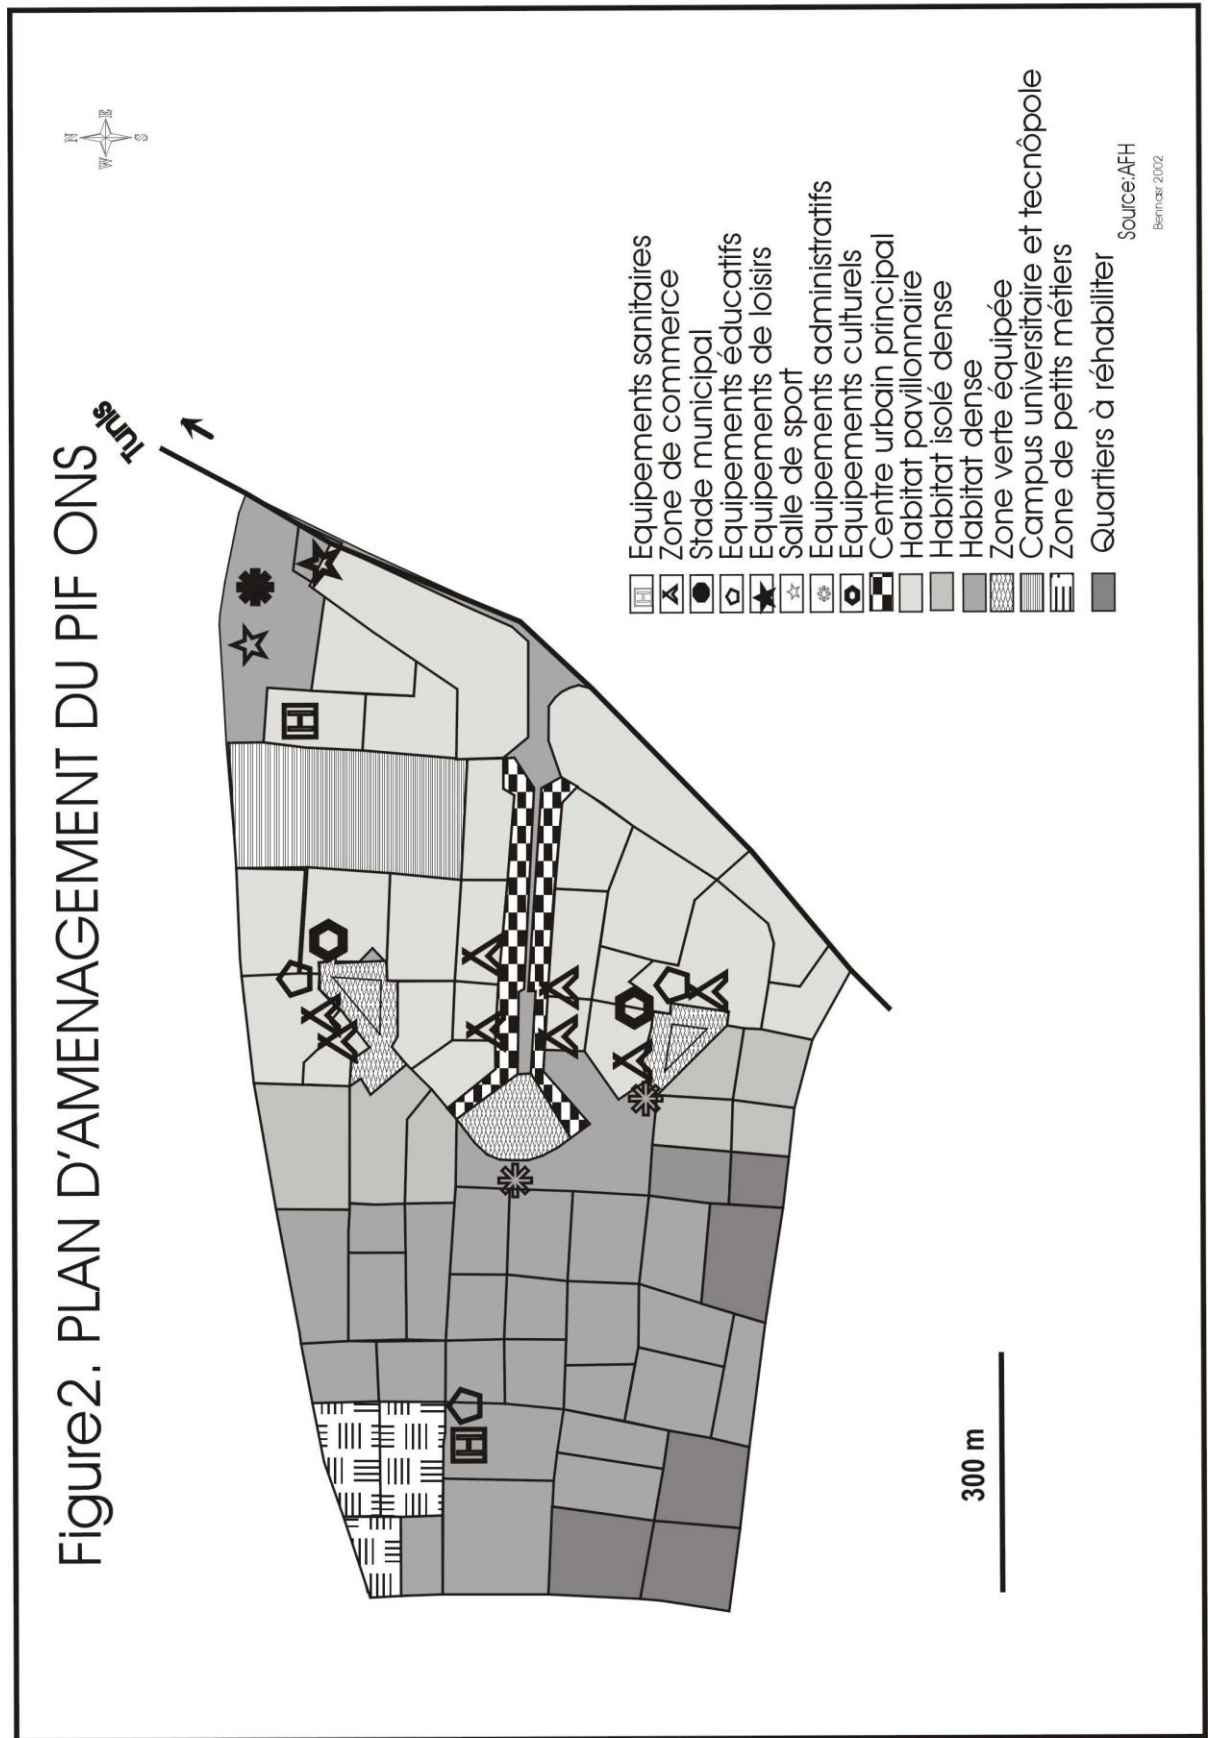 Figure2. PLAN D'AMENAGEMENT DU PIF ONS
N
W E
S
Tunis
H
H
300 m
H Equipements sanitaires
Zone de commerce
Stade municipal
Equipements éducatifs
Equipements de loisirs
Salle de sport
Equipements administratifs
Equipements culturels
Centre urbain principal
Habitat pavillonnaire
Habitat isolé dense
Habitat dense
Zone verte équipée
Campus universitaire et tecnôpole
Zone de petits métiers
Quartiers à réhabiliter
Source:AFH
Bennasr 2002